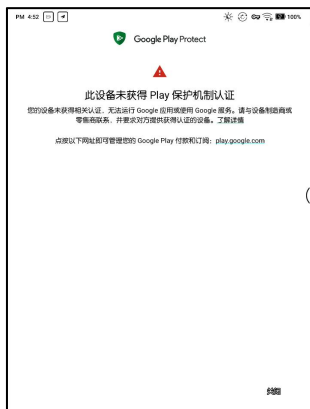 PM 4:52 100%
Google Play Protect
此设备未获得 Play 保护机制认证
您的设备未获得相关认证，无法运行 Google 应用或使用 Google 服务。请与设备制造商或
零售商联系，并要求对方提供获得认证的设备。了解详情
点按以下网址即可管理您的 Google Play 付款和订阅：play.google.com
关闭